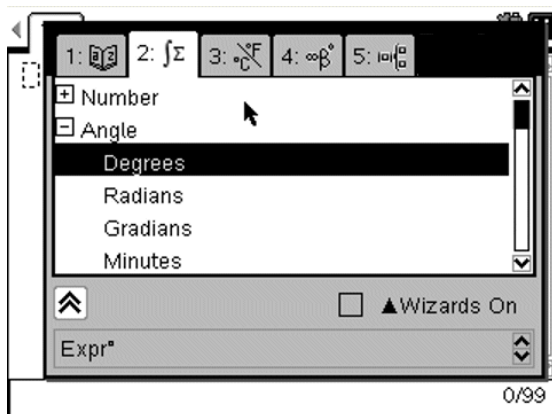 1: 2: ∫Σ 3: °C°F 4: ∞β° 5:
Number
Angle
Degrees
Radians
Gradians
Minutes
▲Wizards On
Expr°
0/99